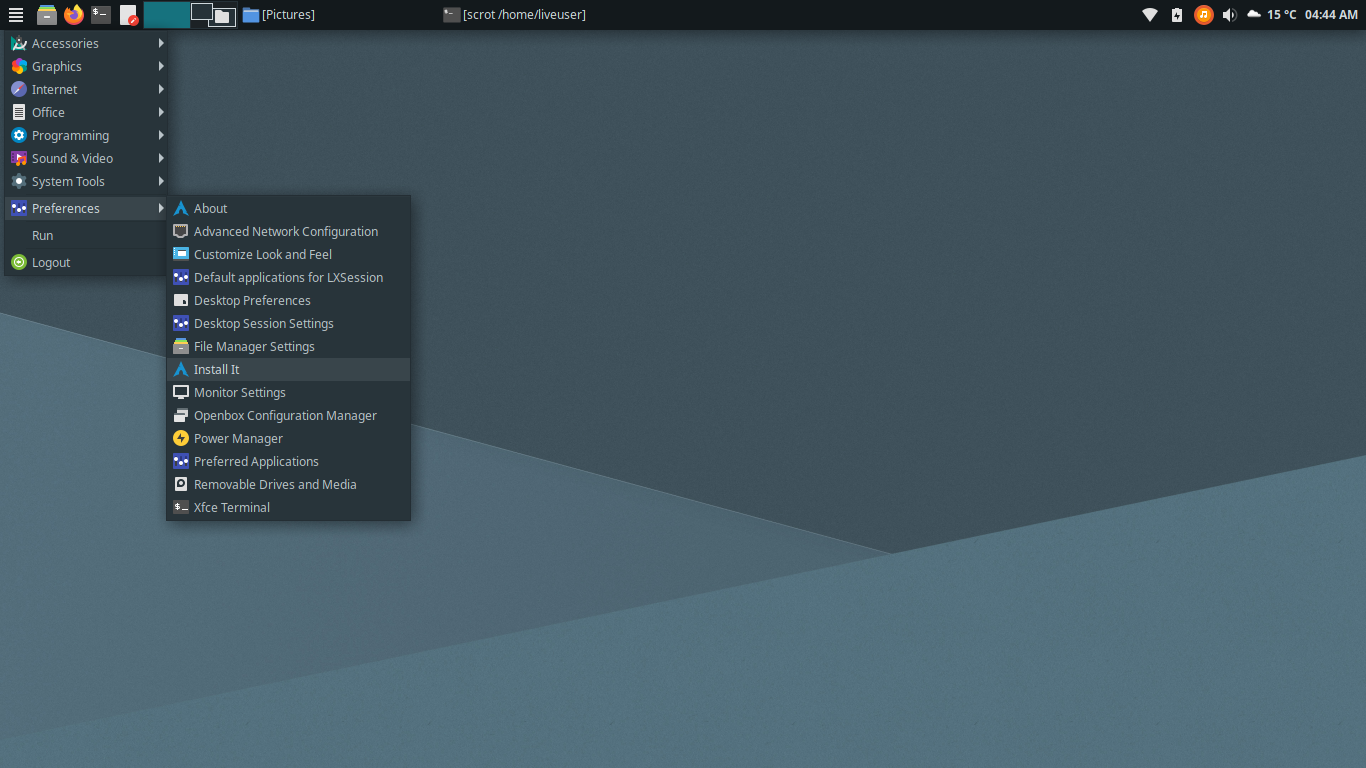 [Pictures] [scrot /home/liveuser] 15 °C 04:44 AM
Accessories
Graphics
Internet
Office
Programming
Sound & Video
System Tools
Preferences
Run
Logout
About
Advanced Network Configuration
Customize Look and Feel
Default applications for LXSession
Desktop Preferences
Desktop Session Settings
File Manager Settings
Install It
Monitor Settings
Openbox Configuration Manager
Power Manager
Preferred Applications
Removable Drives and Media
Xfce Terminal